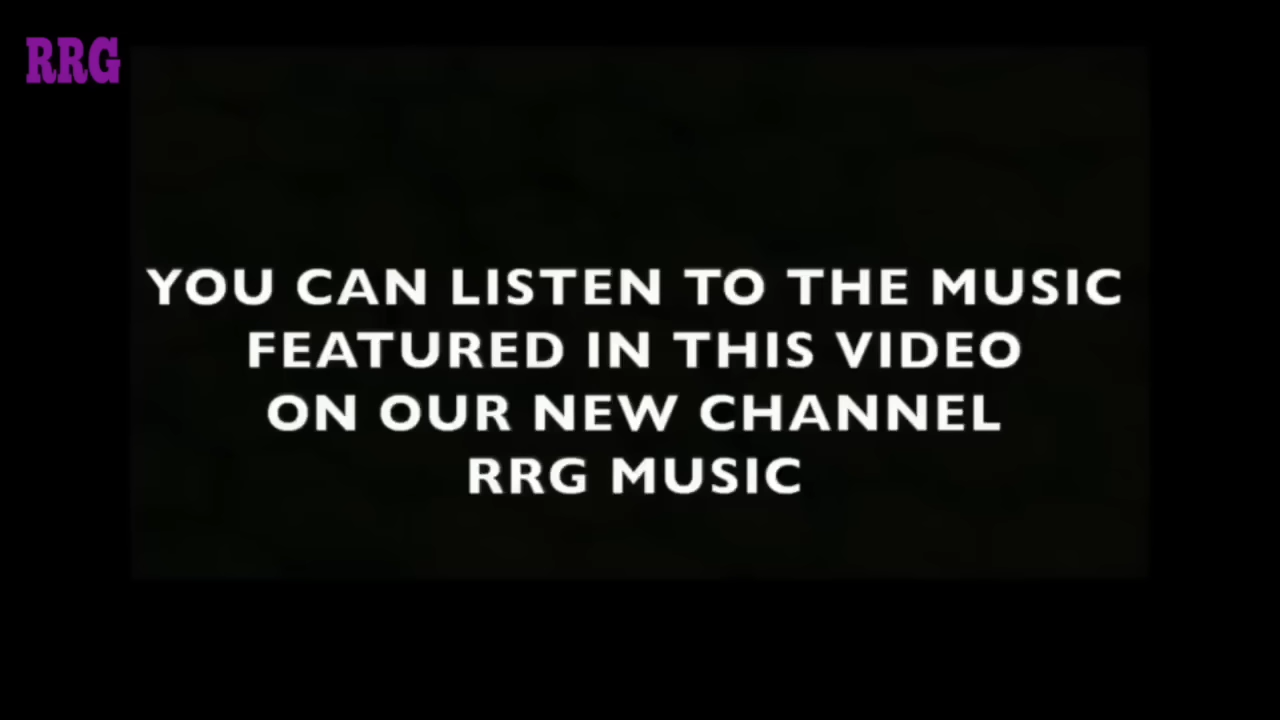 RRG
YOU CAN LISTEN TO THE MUSIC
FEATURED IN THIS VIDEO
ON OUR NEW CHANNEL
RRG MUSIC